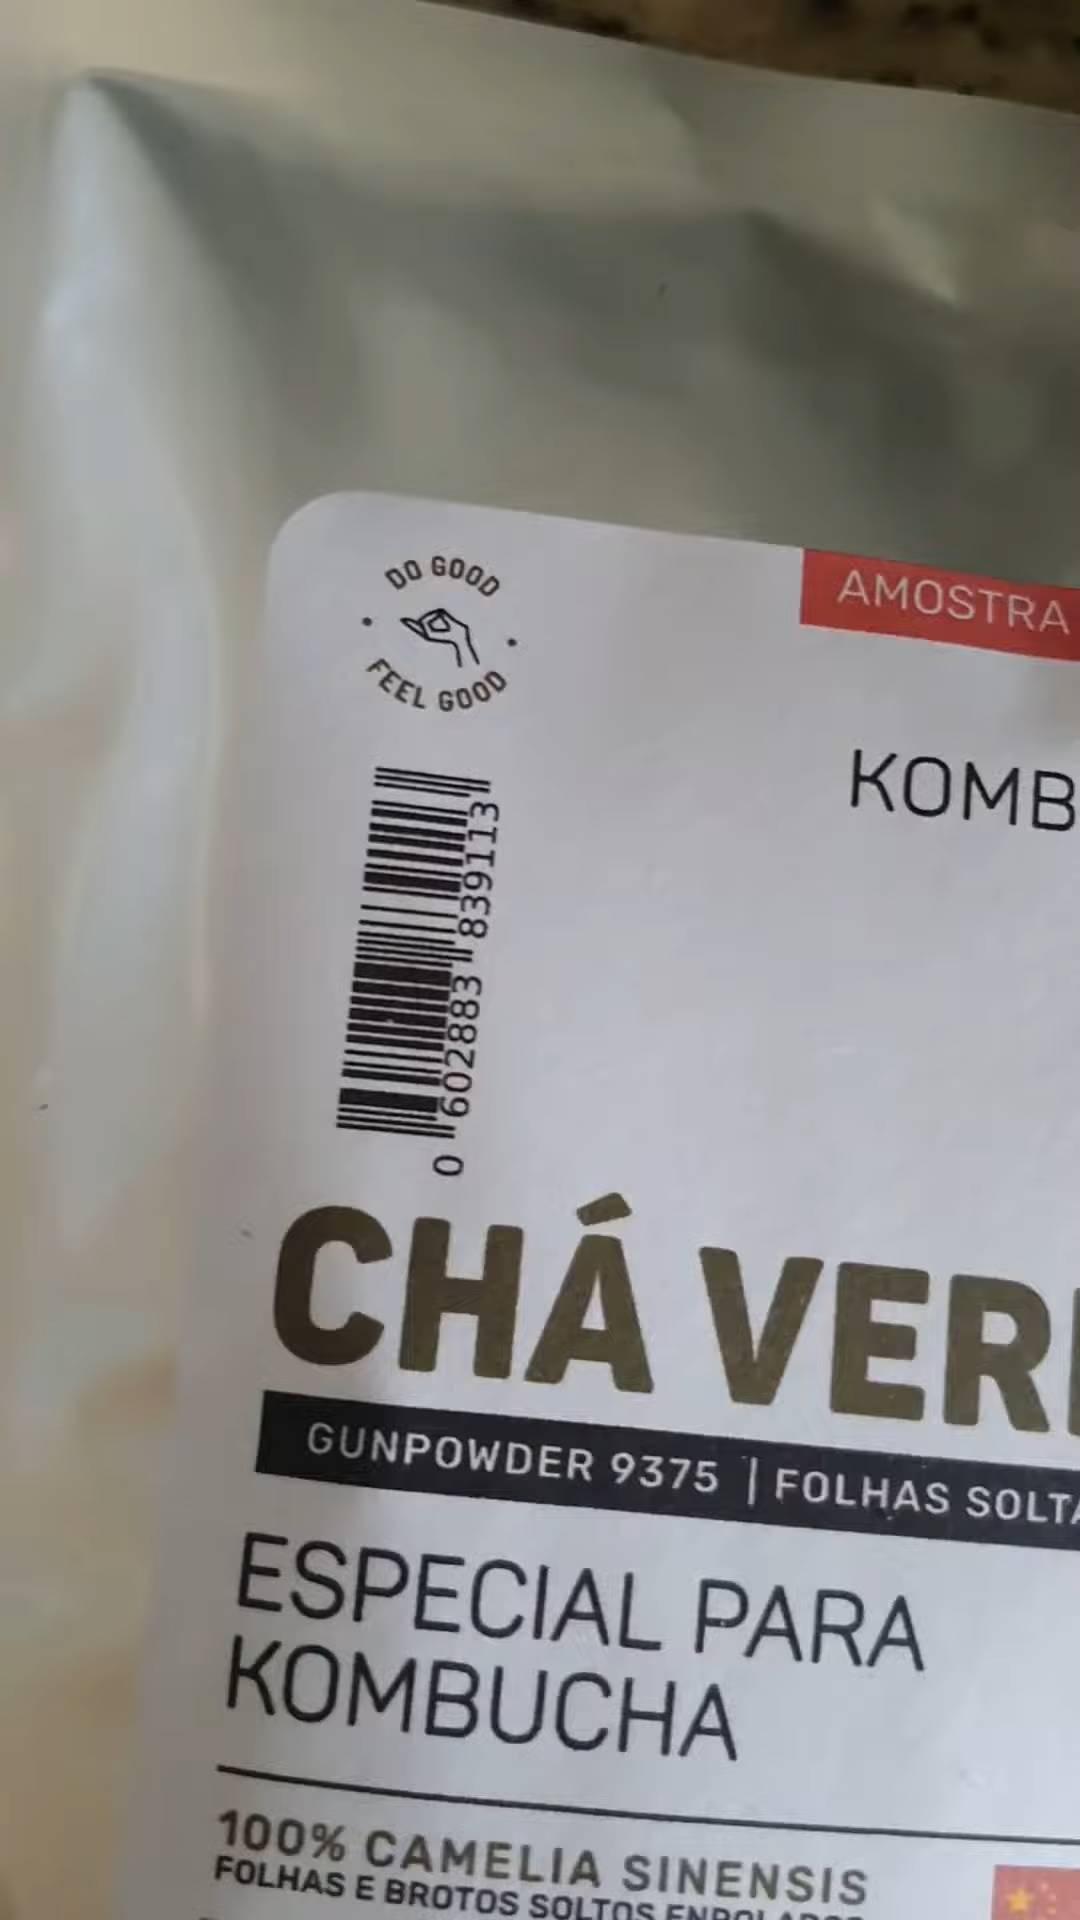 DO GOOD
FEEL GOOD
AMOSTRA
KOMB
0 602883 839113
CHÁ VER
GUNPOWDER 9375 | FOLHAS SOLTA
ESPECIAL PARA
KOMBUCHA
100% CAMELIA SINENSIS
FOLHAS E BROTOS SOLTOS ENROLADOS